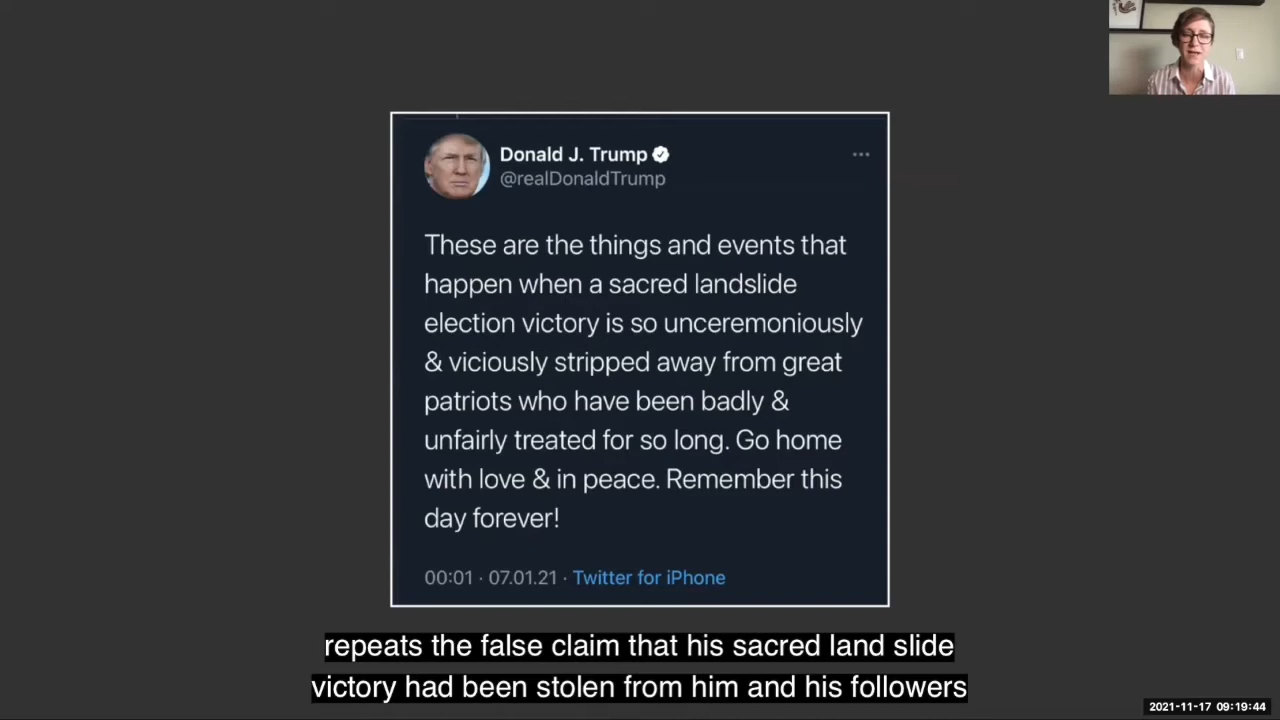 Donald J. Trump
@realDonaldTrump
These are the things and events that
happen when a sacred landslide
election victory is so unceremoniously
& viciously stripped away from great
patriots who have been badly &
unfairly treated for so long. Go home
with love & in peace. Remember this
day forever!
00:01 · 07.01.21 · Twitter for iPhone
repeats the false claim that his sacred land slide
victory had been stolen from him and his followers
2021-11-17 09:19:44